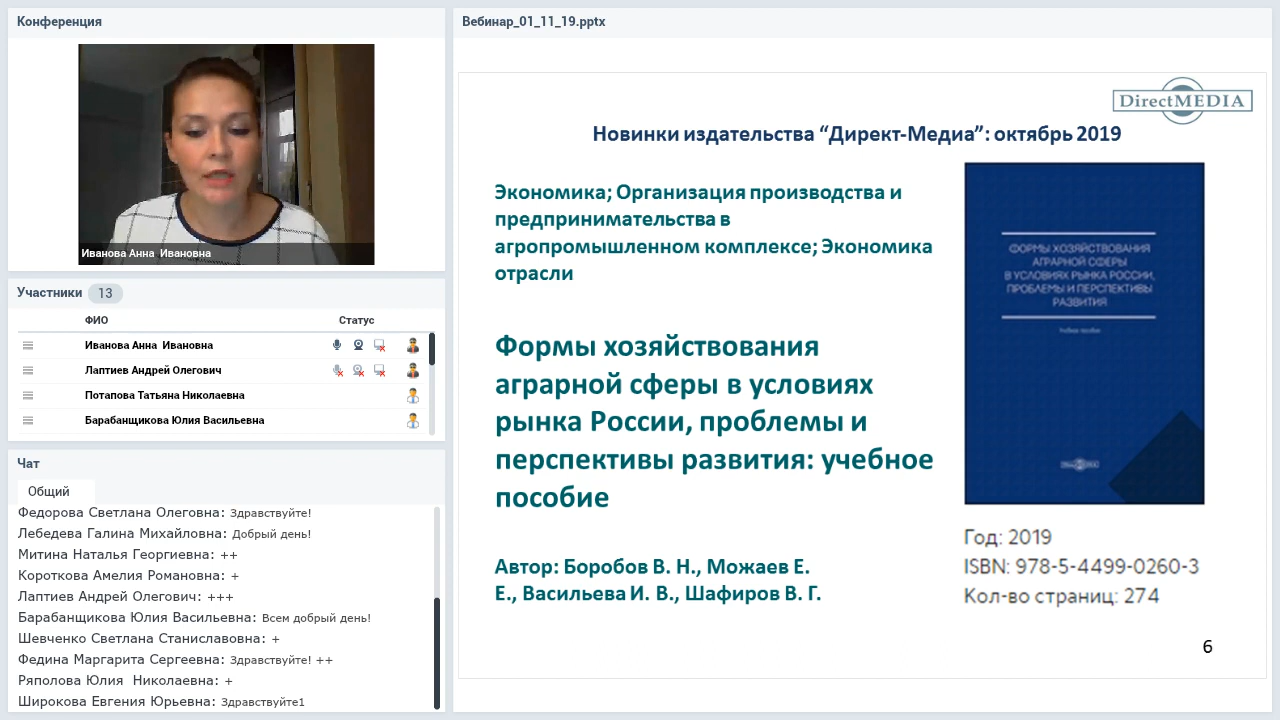 Конференция
Иванова Анна  Ивановна
Участники 13
ФИО Статус
Иванова Анна  Ивановна
Лаптиев Андрей Олегович
Потапова Татьяна Николаевна
Барабанщикова Юлия Васильевна
Чат
Общий
Федорова Светлана Олеговна: Здравствуйте!
Лебедева Галина Михайловна: Добрый день!
Митина Наталья Георгиевна: ++
Короткова Амелия Романовна: +
Лаптиев Андрей Олегович: +++
Барабанщикова Юлия Васильевна: Всем добрый день!
Шевченко Светлана Станиславовна: +
Федина Маргарита Сергеевна: Здравствуйте! ++
Ряполова Юлия  Николаевна: +
Широкова Евгения Юрьевна: Здравствуте1
Вебинар_01_11_19.pptx
DirectMEDIA
Новинки издательства “Директ-Медиа”: октябрь 2019
Экономика; Организация производства и
предпринимательства в
агропромышленном комплексе; Экономика
отрасли
Формы хозяйствования
аграрной сферы в условиях
рынка России, проблемы и
перспективы развития: учебное
пособие
Автор: Боробов В. Н., Можаев Е.
Е., Васильева И. В., Шафиров В. Г.
ФОРМЫ ХОЗЯЙСТВОВАНИЯ
АГРАРНОЙ СФЕРЫ
В УСЛОВИЯХ РЫНКА РОССИИ,
ПРОБЛЕМЫ И ПЕРСПЕКТИВЫ
РАЗВИТИЯ
Учебное пособие
Год: 2019
ISBN: 978-5-4499-0260-3
Кол-во страниц: 274
6